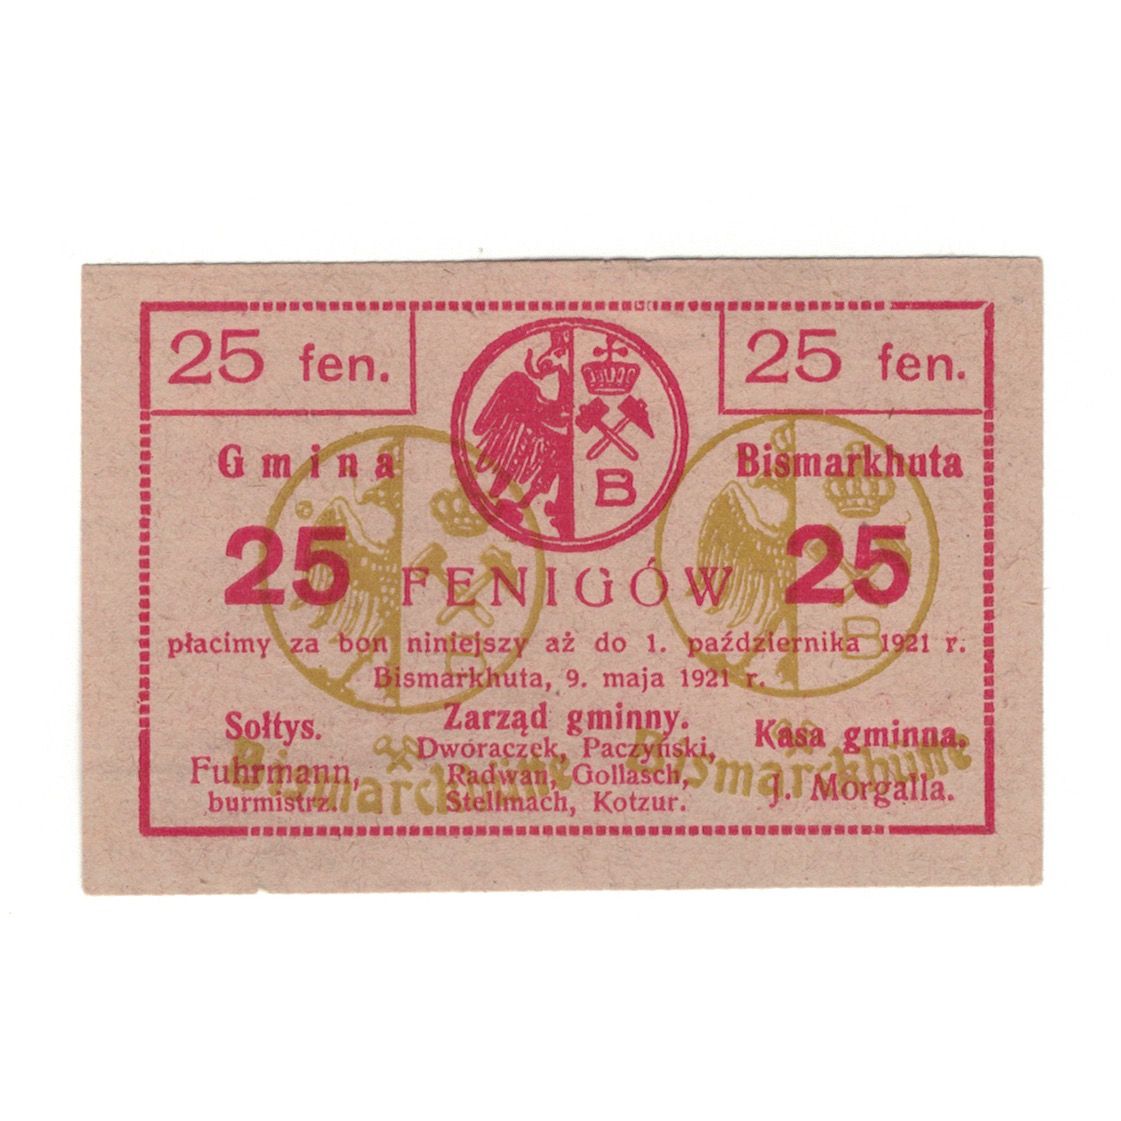 25 fen.
25 fen.
B
Gmina Bismarkhuta
25 FENIGÓW 25
płacimy za bon niniejszy aż do 1. października 1921 r.
Bismarkhuta, 9. maja 1921 r.
Sołtys.
Fuhrmann,
burmistrz.
Zarząd gminny.
Dworaczek, Paczyński,
Radwan, Gollasch,
Stellmach, Kotzur.
Kasa gminna.
J. Morgalla.
B
B
Bismarckhütte
Bismarckhütte